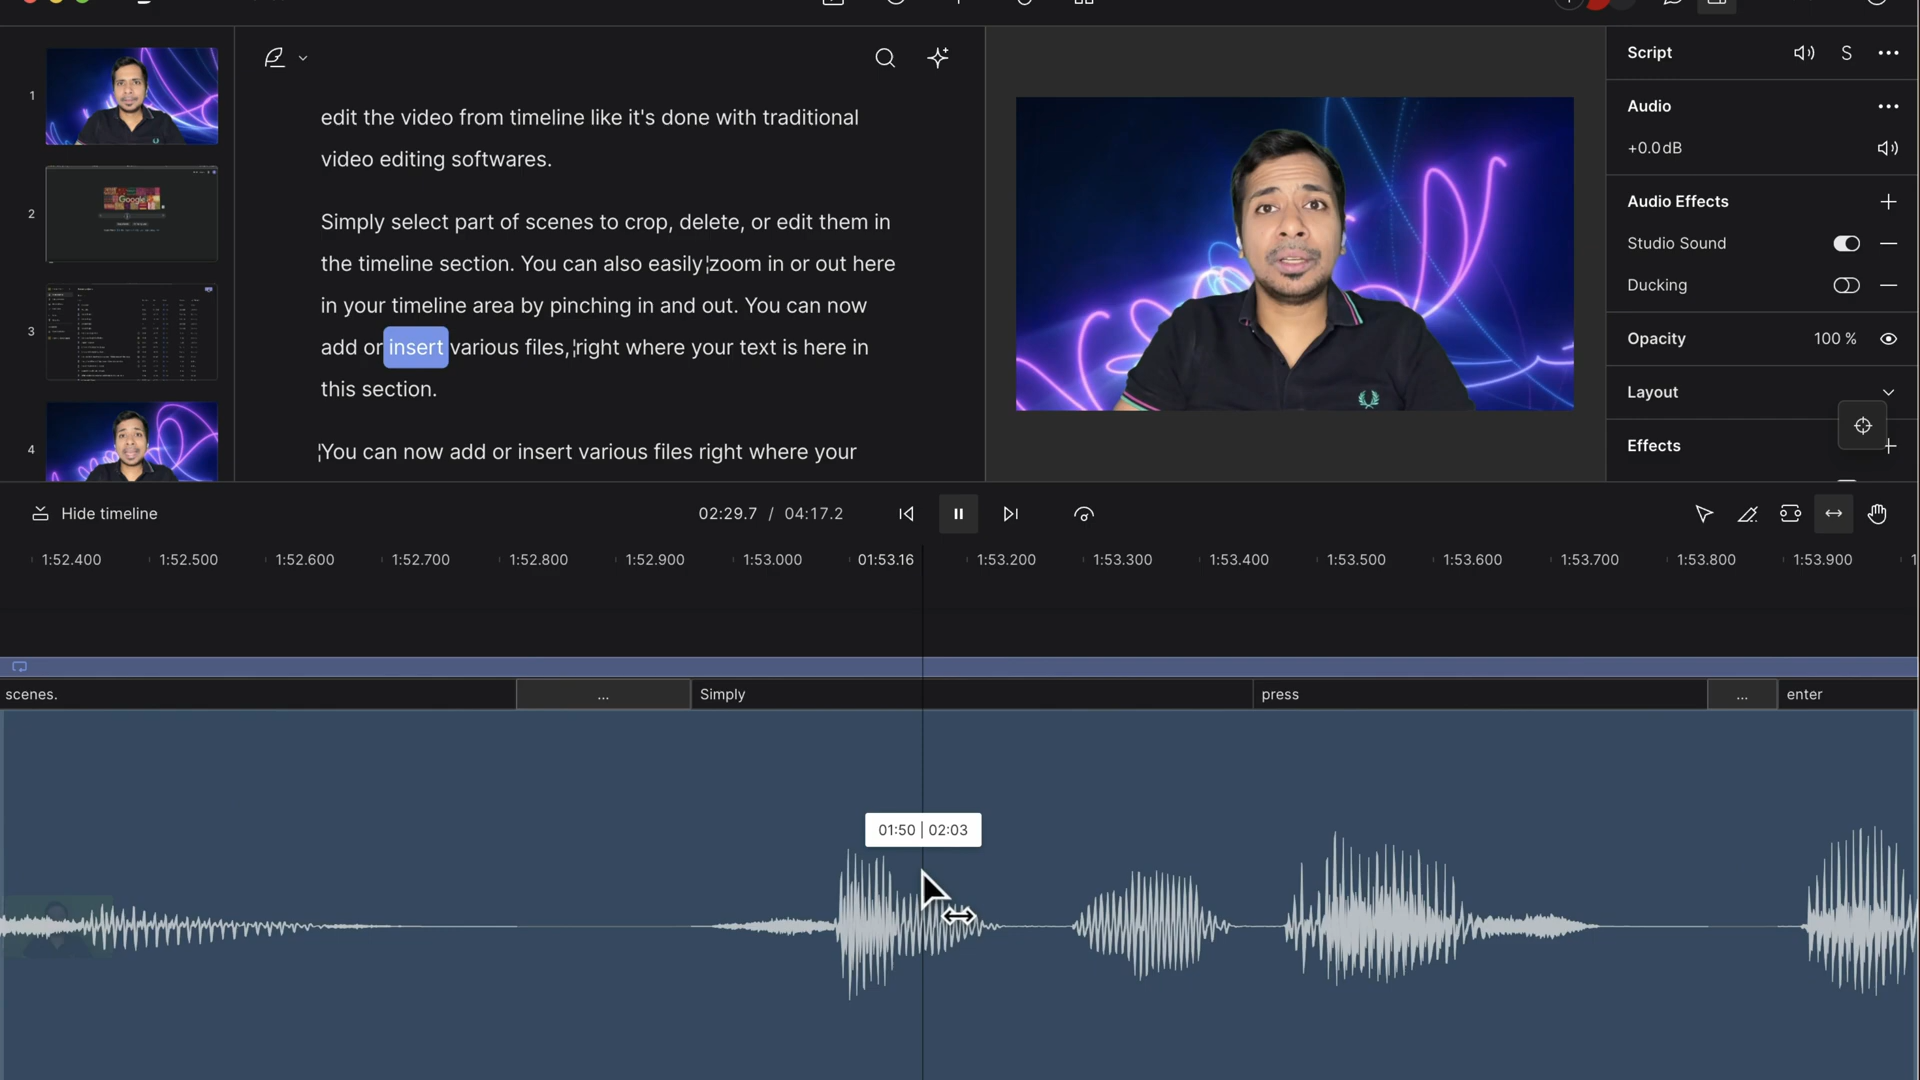 Script
S
Audio
+0.0dB
Audio Effects
Studio Sound
Ducking
Opacity
100 %
Layout
Effects
1
2
3
4
Google
edit the video from timeline like it's done with traditional
video editing softwares.
Simply select part of scenes to crop, delete, or edit them in
the timeline section. You can also easily¦zoom in or out here
in your timeline area by pinching in and out. You can now
add or insert various files,¦right where your text is here in
this section.
¦You can now add or insert various files right where your
Hide timeline
02:29.7 / 04:17.2
1:52.400 1:52.500 1:52.600 1:52.700 1:52.800 1:52.900 1:53.000 01:53.16 1:53.200 1:53.300 1:53.400 1:53.500 1:53.600 1:53.700 1:53.800 1:53.900 1
scenes. ... Simply press ... enter
01:50 | 02:03